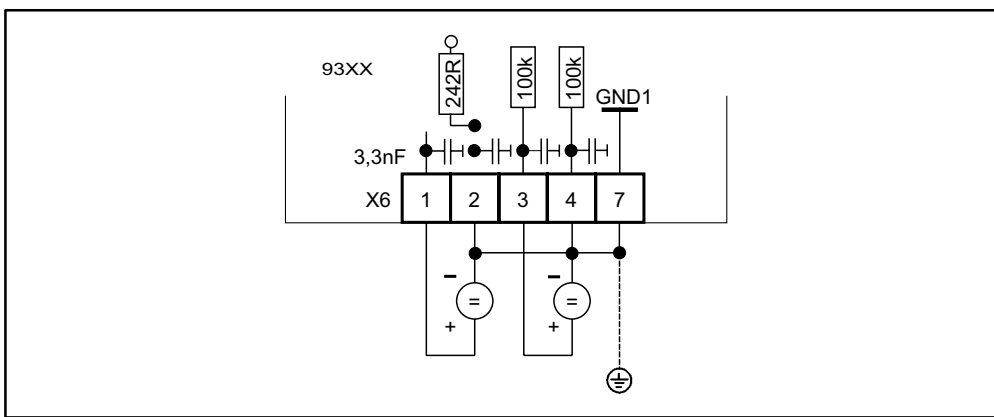 93XX
242R
100k
100k
GND1
3,3nF
X6 1 2 3 4 7
− −
= =
+ +